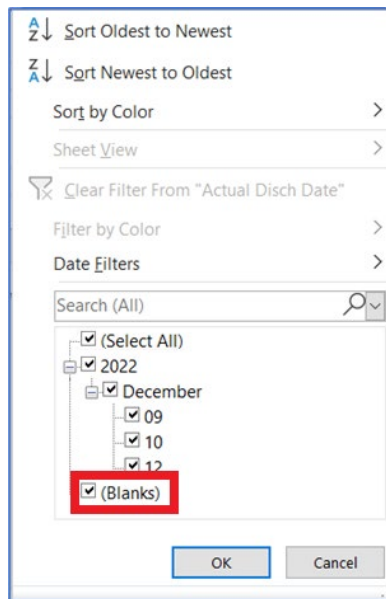 Sort Oldest to Newest
Sort Newest to Oldest
Sort by Color
Sheet View
Clear Filter From "Actual Disch Date"
Filter by Color
Date Filters
Search (All)
(Select All)
2022
December
09
10
12
(Blanks)
OK
Cancel